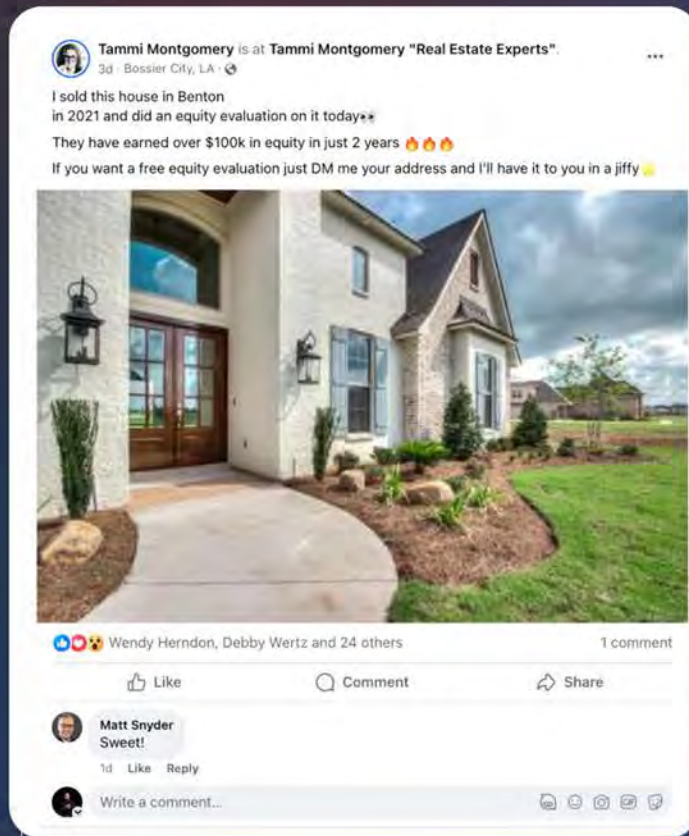 Tammi Montgomery is at Tammi Montgomery "Real Estate Experts".
3d · Bossier City, LA ·
I sold this house in Benton
in 2021 and did an equity evaluation on it today👀
They have earned over $100k in equity in just 2 years 🔥🔥🔥
If you want a free equity evaluation just DM me your address and I'll have it to you in a jiffy
Wendy Herndon, Debby Wertz and 24 others 1 comment
Like Comment Share
Matt Snyder
Sweet!
1d Like Reply
Write a comment...
GIF